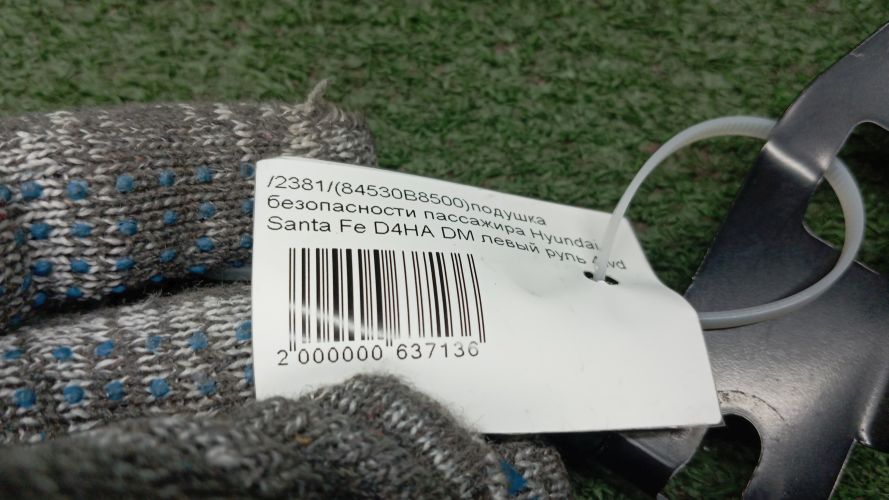 /2381/(84530B8500)подушка
безопасности пассажира Hyundai
Santa Fe D4HA DM левый руль
2 000000 637136